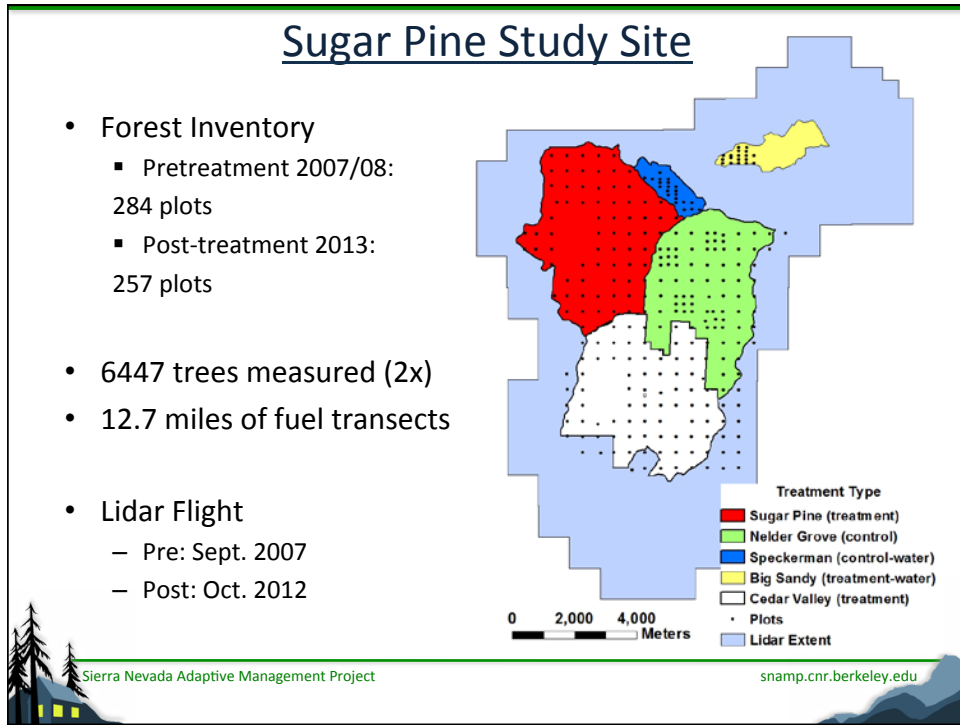 Sugar Pine Study Site
• Forest Inventory
▪ Pretreatment 2007/08:
284 plots
▪ Post-treatment 2013:
257 plots
• 6447 trees measured (2x)
• 12.7 miles of fuel transects
• Lidar Flight
– Pre: Sept. 2007
– Post: Oct. 2012
Treatment Type
Sugar Pine (treatment)
Nelder Grove (control)
Speckerman (control-water)
Big Sandy (treatment-water)
Cedar Valley (treatment)
Plots
Lidar Extent
0 2,000 4,000
Meters
Sierra Nevada Adaptive Management Project
snamp.cnr.berkeley.edu